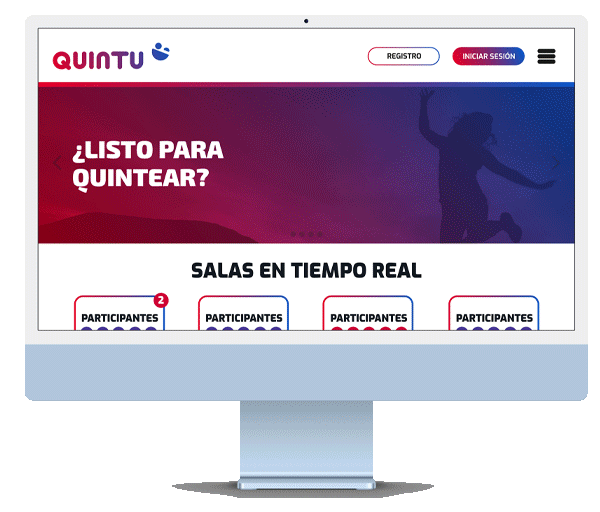 QUINTU
REGISTRO
INICIAR SESIÓN
¿LISTO PARA
QUINTEAR?
SALAS EN TIEMPO REAL
2
PARTICIPANTES
PARTICIPANTES
PARTICIPANTES
PARTICIPANTES